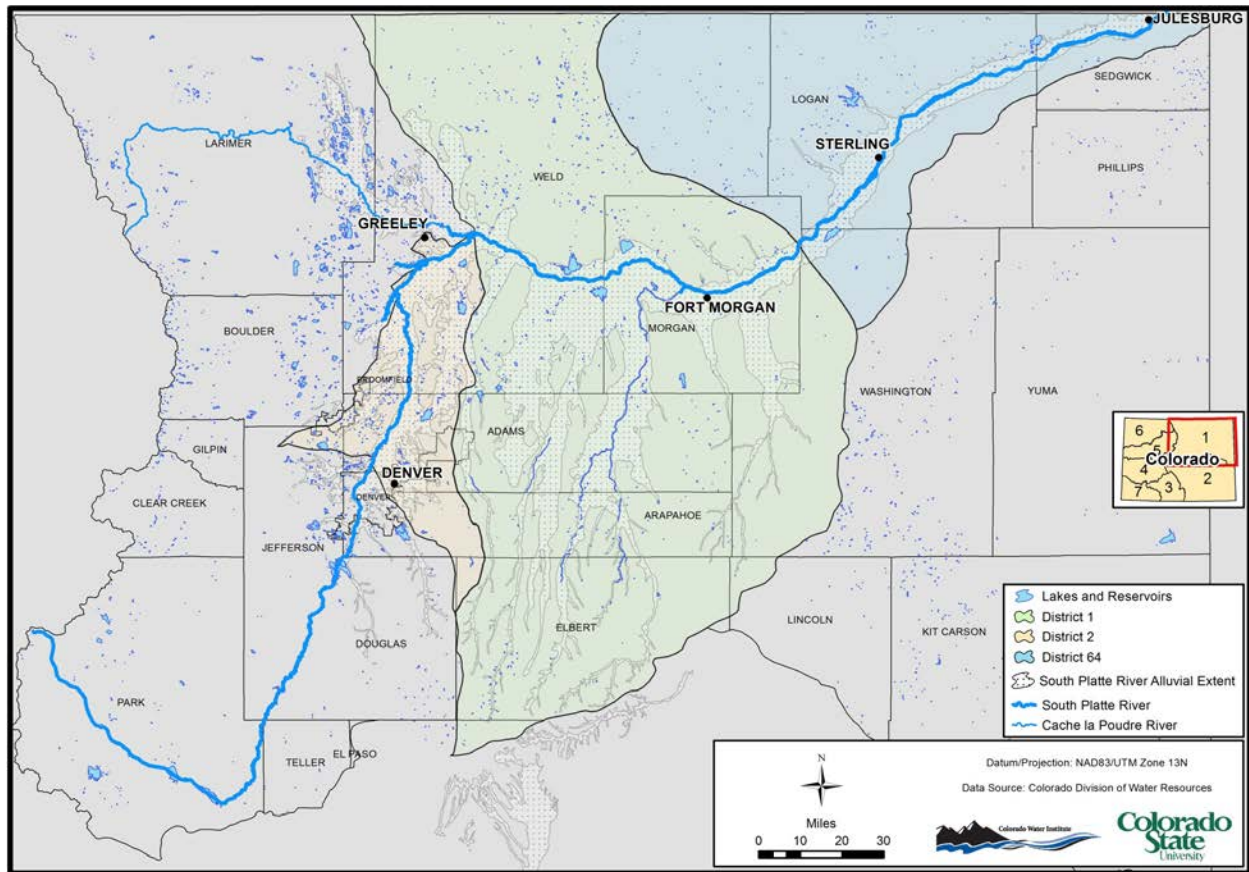 JULESBURG
SEDGWICK
LOGAN
STERLING
LARIMER
PHILLIPS
WELD
GREELEY
FORT MORGAN
MORGAN
BOULDER
BROOMFIELD
WASHINGTON
YUMA
ADAMS
GILPIN
DENVER
DENVER
CLEAR CREEK
ARAPAHOE
JEFFERSON
LINCOLN
KIT CARSON
ELBERT
DOUGLAS
PARK
TELLER
EL PASO
6
1
5
Colorado
4
2
7
3
Lakes and Reservoirs
District 1
District 2
District 64
South Platte River Alluvial Extent
South Platte River
Cache la Poudre River
N
Miles
0 10 20 30
Datum/Projection: NAD83/UTM Zone 13N
Data Source: Colorado Division of Water Resources
Colorado Water Institute
Colorado
State
University